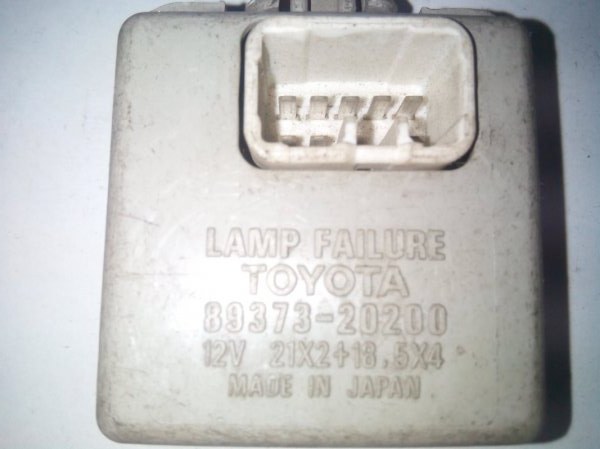 LAMP FAILURE
TOYOTA
89373-20200
12V 21X2+18.5X4
MADE IN JAPAN